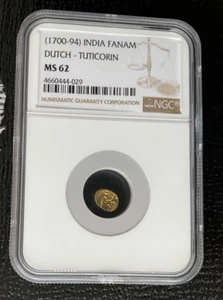 (1700-94) INDIA FANAM
DUTCH - TUTICORIN
MS 62
4660444-029
NUMISMATIC GUARANTY CORPORATION
NGC